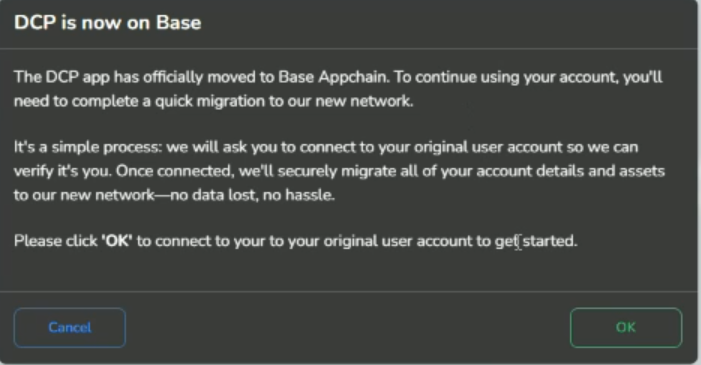 DCP is now on Base
The DCP app has officially moved to Base Appchain. To continue using your account, you'll
need to complete a quick migration to our new network.
It's a simple process: we will ask you to connect to your original user account so we can
verify it's you. Once connected, we'll securely migrate all of your account details and assets
to our new network—no data lost, no hassle.
Please click 'OK' to connect to your to your original user account to get started.
Cancel
OK